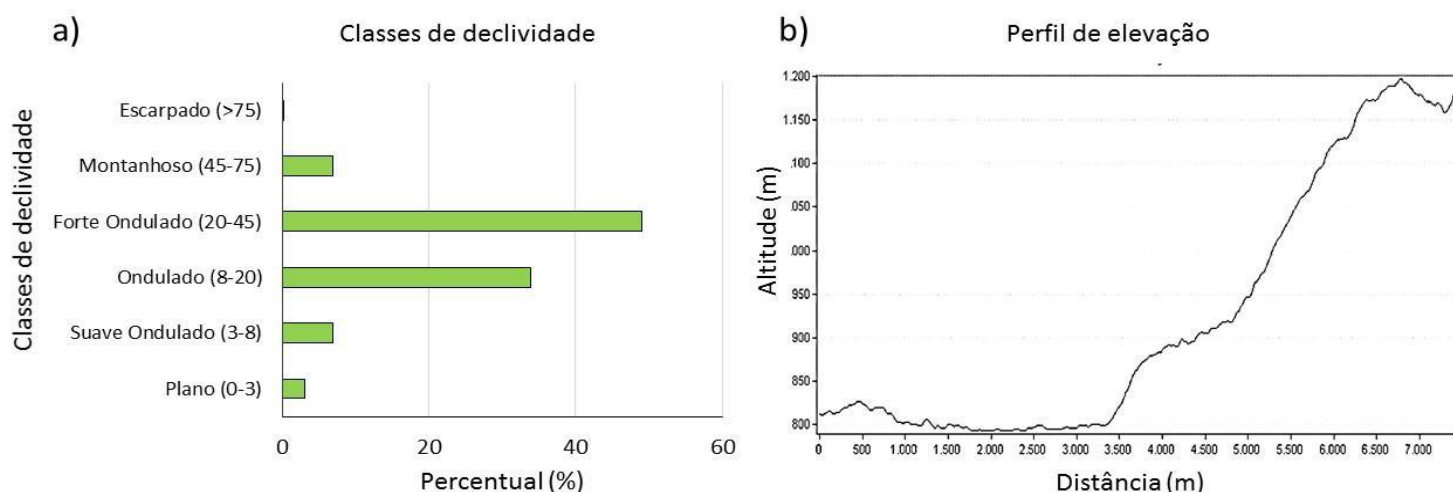 a)
Classes de declividade
Classes de declividade
Escarpado (>75)
Montanhoso (45-75)
Forte Ondulado (20-45)
Ondulado (8-20)
Suave Ondulado (3-8)
Plano (0-3)
0 20 40 60
Percentual (%)
b)
Perfil de elevação
Altitude (m)
1.200
1.150
.100
.050
.000
950
900
850
800
0 500 1.000 1.500 2.000 2.500 3.000 3.500 4.000 4.500 5.000 5.500 6.000 6.500 7.000
Distância (m)